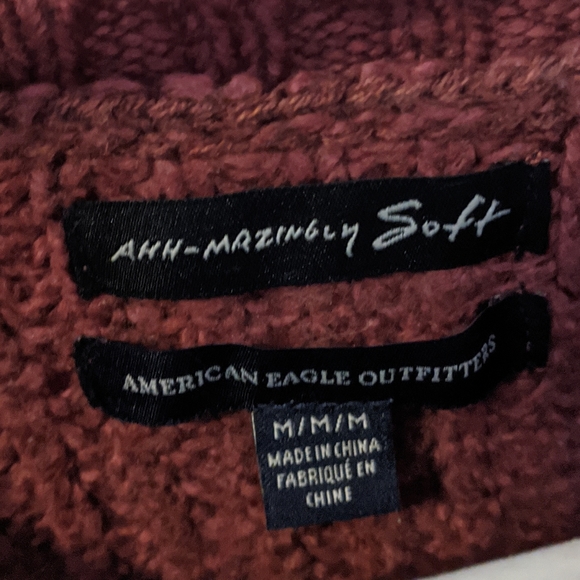 AHH-MAZINGLY Soft
AMERICAN EAGLE OUTFITTERS
M/M/M
MADE IN CHINA
FABRIQUÉ EN
CHINE